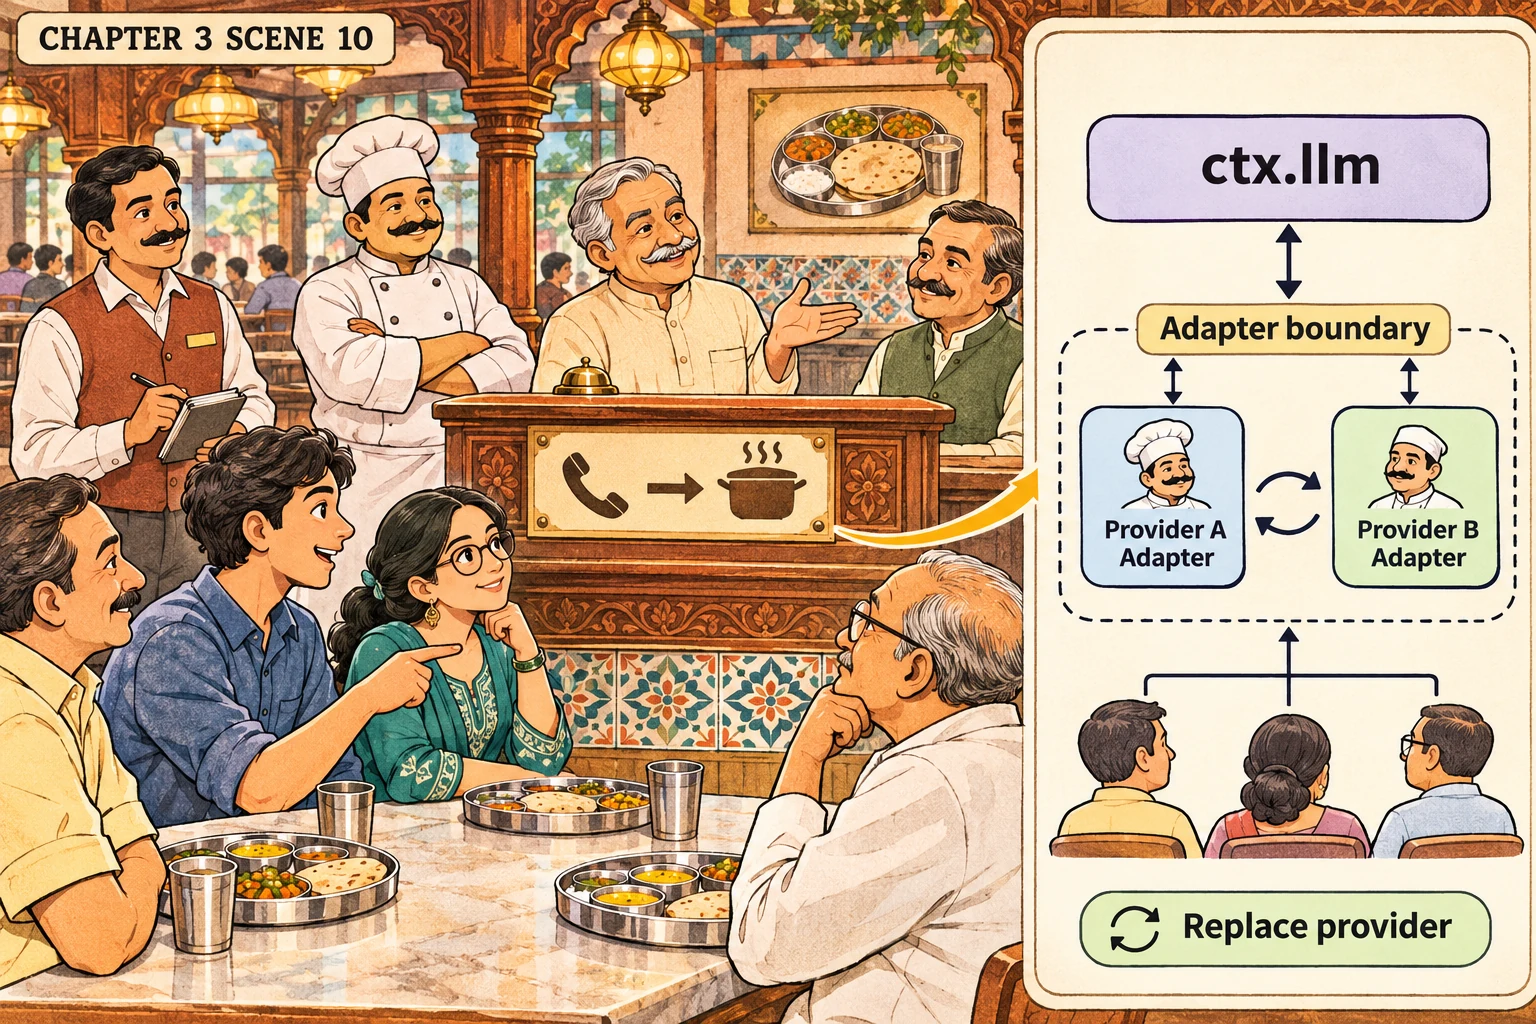 CHAPTER 3 SCENE 10
ctx.llm
Adapter boundary
Provider A
Adapter
Provider B
Adapter
Replace provider